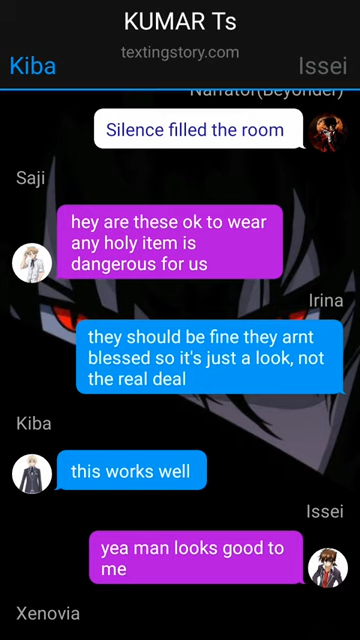 KUMAR Ts
textingstory.com
Kiba
Issei
Narrator(Beyonder)
Silence filled the room
Saji
hey are these ok to wear
any holy item is
dangerous for us
Irina
they should be fine they arnt
blessed so it's just a look, not
the real deal
Kiba
this works well
Issei
yea man looks good to
me
Xenovia